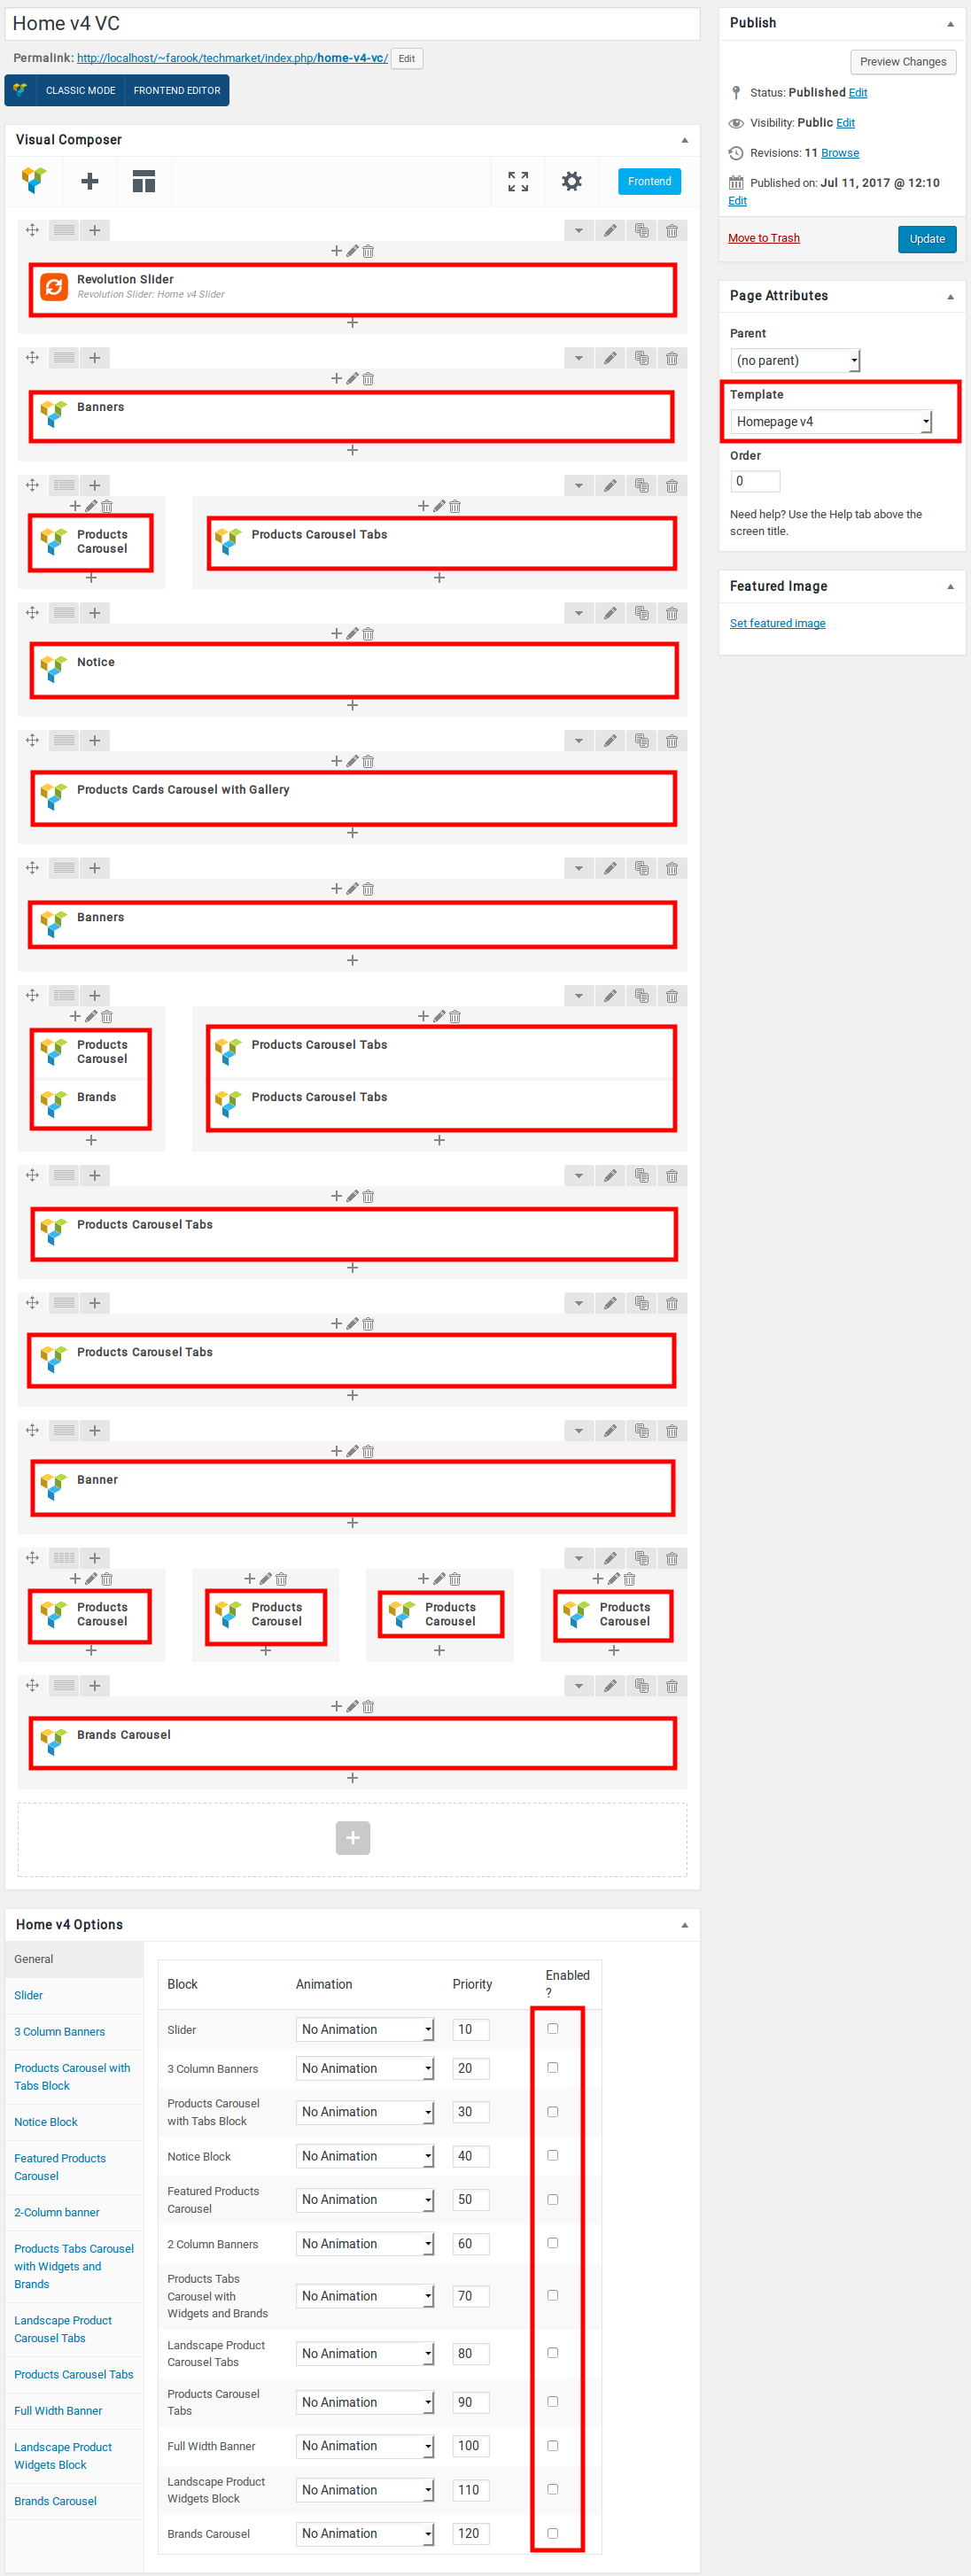 Home v4 VC
Permalink: http://localhost/~farook/techmarket/index.php/home-v4-vc/ Edit
CLASSIC MODE FRONTEND EDITOR
Visual Composer
Frontend
Revolution Slider
Revolution Slider: Home v4 Slider
Banners
Products Carousel
Products Carousel Tabs
Notice
Products Cards Carousel with Gallery
Banners
Products Carousel
Brands
Products Carousel Tabs
Products Carousel Tabs
Products Carousel Tabs
Products Carousel Tabs
Banner
Products Carousel
Products Carousel
Products Carousel
Products Carousel
Brands Carousel
Home v4 Options
General
Slider
3 Column Banners
Products Carousel with
Tabs Block
Notice Block
Featured Products
Carousel
2-Column banner
Products Tabs Carousel
with Widgets and
Brands
Landscape Product
Carousel Tabs
Products Carousel Tabs
Full Width Banner
Landscape Product
Widgets Block
Brands Carousel
Block Animation Priority Enabled
?
Slider No Animation 10
3 Column Banners No Animation 20
Products Carousel
with Tabs Block No Animation 30
Notice Block No Animation 40
Featured Products
Carousel No Animation 50
2 Column Banners No Animation 60
Products Tabs
Carousel with
Widgets and Brands No Animation 70
Landscape Product
Carousel Tabs No Animation 80
Products Carousel
Tabs No Animation 90
Full Width Banner No Animation 100
Landscape Product
Widgets Block No Animation 110
Brands Carousel No Animation 120
Publish
Preview Changes
Status: Published Edit
Visibility: Public Edit
Revisions: 11 Browse
Published on: Jul 11, 2017 @ 12:10
Edit
Move to Trash Update
Page Attributes
Parent
(no parent)
Template
Homepage v4
Order
0
Need help? Use the Help tab above the
screen title.
Featured Image
Set featured image